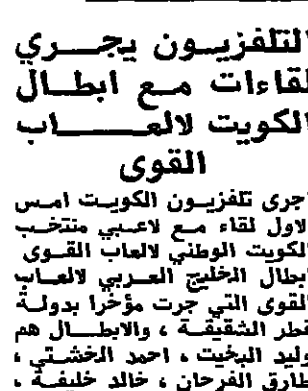 التلفزيون يجري
لقاءات مع ابطال
الكويت لالعاب
القوى
اجرى تلفزيون الكويت امس
الاول لقاء مع لاعبي منتخب
الكويت الوطني لالعاب القوى
ابطال الخليج العربي لالعاب
القوى التي جرت مؤخرا بدولة
قطر الشقيقة ، والابطال هم
وليد البخيت ، احمد الخشتي ،
طارق الفرحان ، خالد خليفة ،